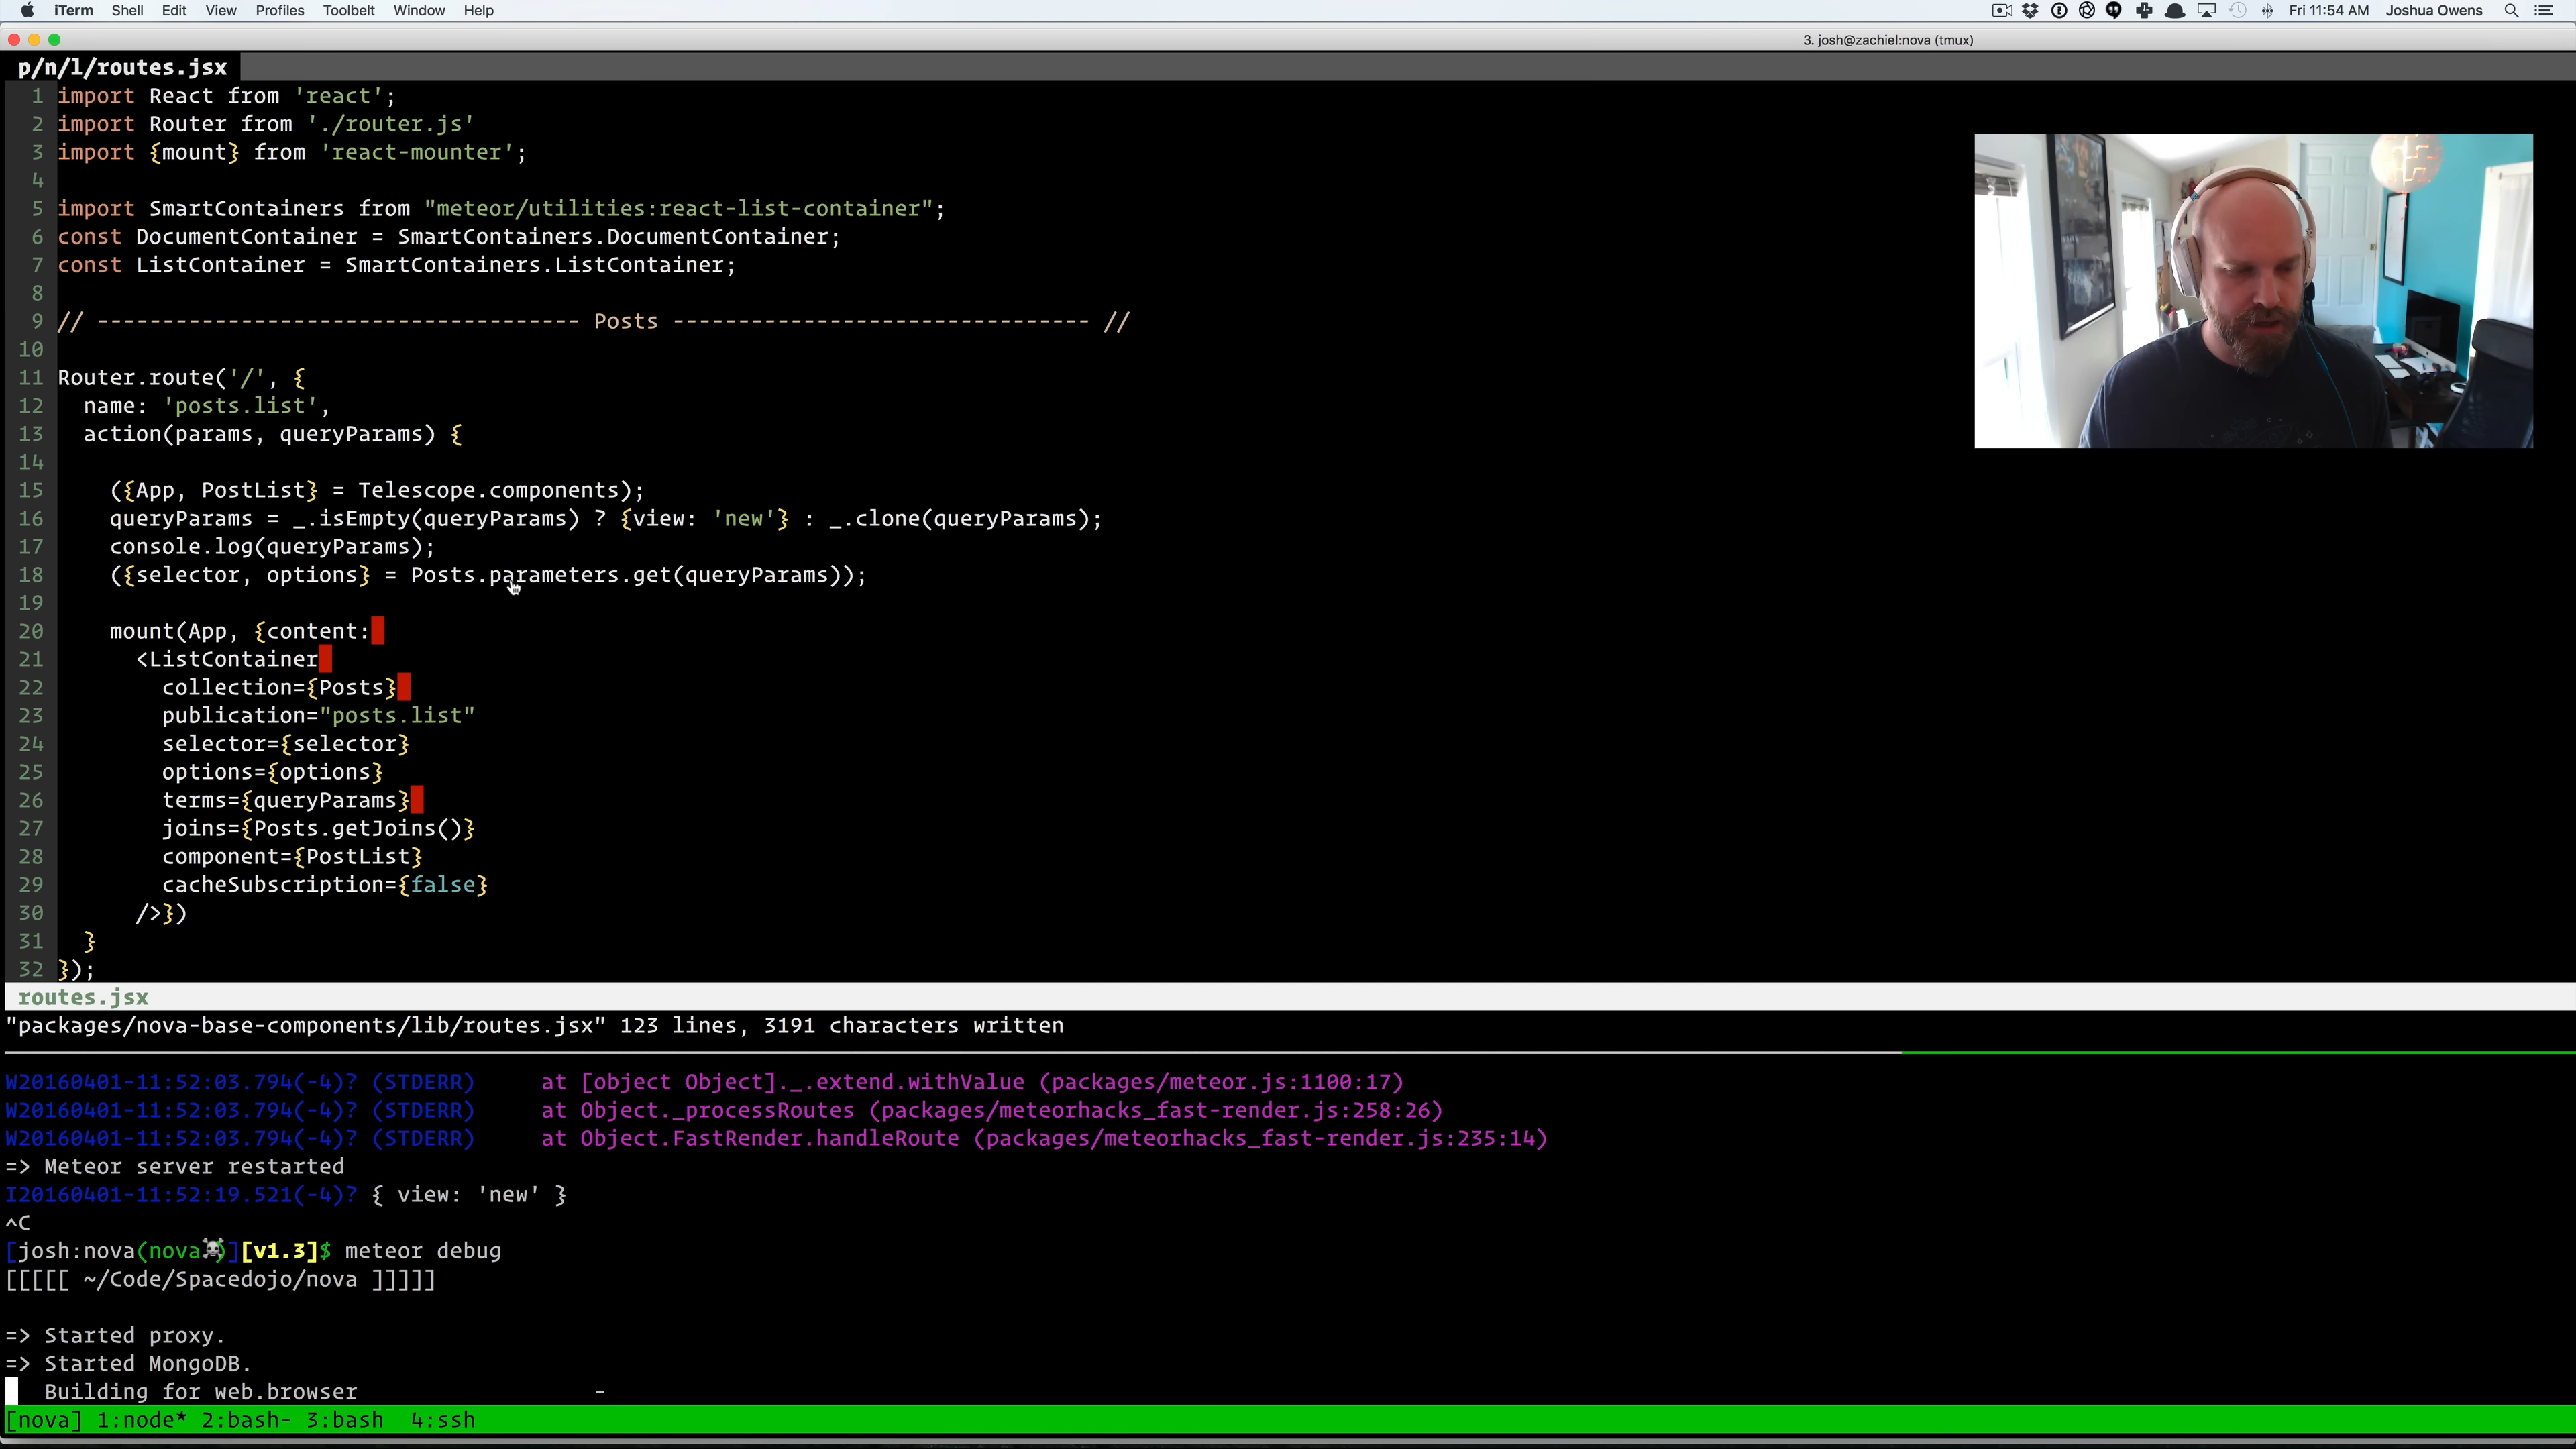 iTerm Shell Edit View Profiles Toolbelt Window Help Fri 11:54 AM Joshua Owens
3. josh@zachiel:nova (tmux)
p/n/l/routes.jsx
1 import React from 'react';
2 import Router from './router.js'
3 import {mount} from 'react-mounter';
4
5 import SmartContainers from "meteor/utilities:react-list-container";
6 const DocumentContainer = SmartContainers.DocumentContainer;
7 const ListContainer = SmartContainers.ListContainer;
8
9 // ------------------------------------- Posts -------------------------------- //
10
11 Router.route('/', {
12 name: 'posts.list',
13 action(params, queryParams) {
14
15 ({App, PostList} = Telescope.components);
16 queryParams = _.isEmpty(queryParams) ? {view: 'new'} : _.clone(queryParams);
17 console.log(queryParams);
18 ({selector, options} = Posts.parameters.get(queryParams));
19
20 mount(App, {content:
21 <ListContainer
22 collection={Posts}
23 publication="posts.list"
24 selector={selector}
25 options={options}
26 terms={queryParams}
27 joins={Posts.getJoins()}
28 component={PostList}
29 cacheSubscription={false}
30 />})
31 }
32 });
routes.jsx
"packages/nova-base-components/lib/routes.jsx" 123 lines, 3191 characters written
W20160401-11:52:03.794(-4)? (STDERR) at [object Object]._.extend.withValue (packages/meteor.js:1100:17)
W20160401-11:52:03.794(-4)? (STDERR) at Object._processRoutes (packages/meteorhacks_fast-render.js:258:26)
W20160401-11:52:03.794(-4)? (STDERR) at Object.FastRender.handleRoute (packages/meteorhacks_fast-render.js:235:14)
=> Meteor server restarted
I20160401-11:52:19.521(-4)? { view: 'new' }
^C
[josh:nova(nova☠)][v1.3]$ meteor debug
[[[[[ ~/Code/Spacedojo/nova ]]]]]
=> Started proxy.
=> Started MongoDB.
Building for web.browser -
[nova] 1:node* 2:bash- 3:bash 4:ssh